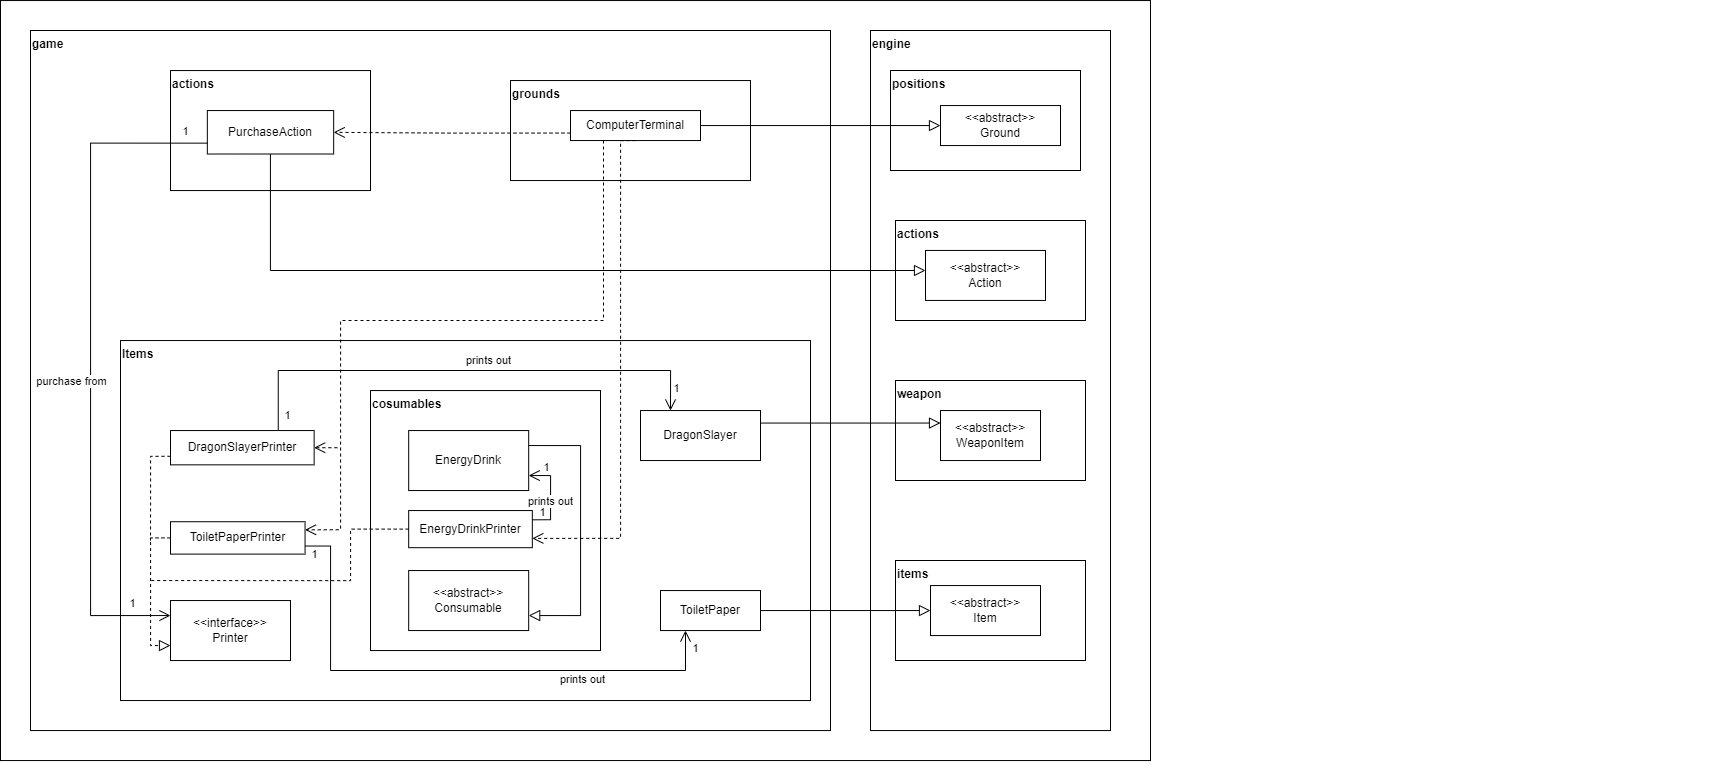 game
engine
actions
grounds
positions
PurchaseAction
1
ComputerTerminal
<<abstract>>
Ground
actions
<<abstract>>
Action
Items
prints out
purchase from
1
cosumables
weapon
1
DragonSlayerPrinter
EnergyDrink
DragonSlayer
<<abstract>>
WeaponItem
1
prints out
1
ToiletPaperPrinter
EnergyDrinkPrinter
1
items
1
<<interface>>
Printer
<<abstract>>
Consumable
ToiletPaper
<<abstract>>
Item
1
prints out